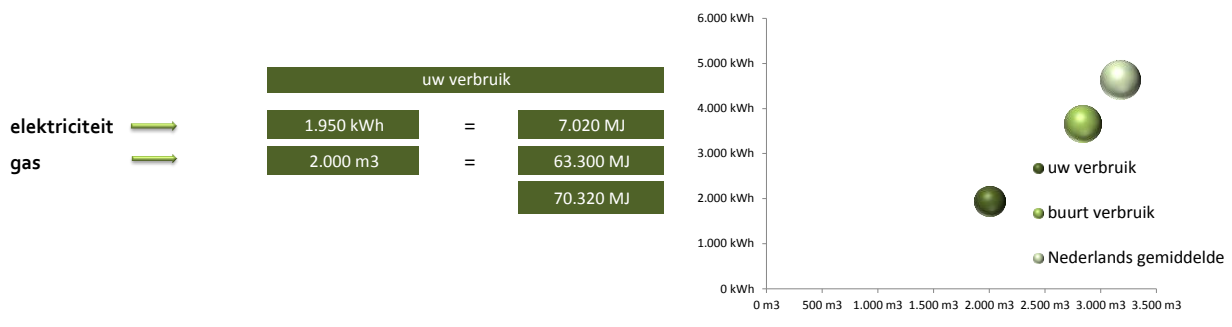 uw verbruik
elektriciteit 1.950 kWh = 7.020 MJ
gas 2.000 m3 = 63.300 MJ
70.320 MJ
6.000 kWh
5.000 kWh
4.000 kWh
3.000 kWh
2.000 kWh
1.000 kWh
0 kWh
0 m3 500 m3 1.000 m3 1.500 m3 2.000 m3 2.500 m3 3.000 m3 3.500 m3
uw verbruik
buurt verbruik
Nederlands gemiddelde